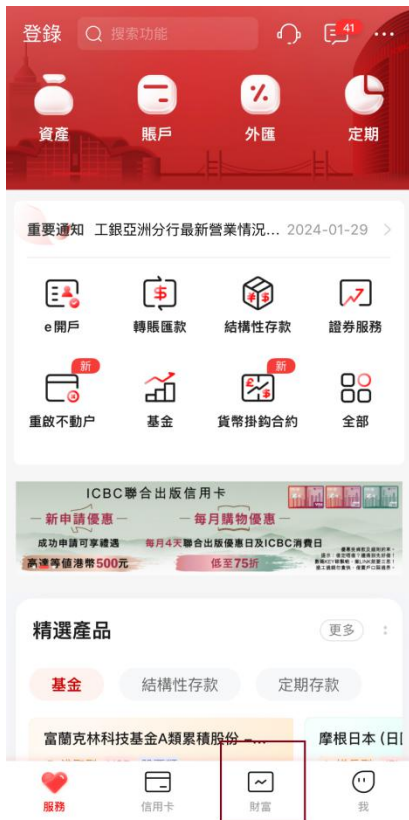 登錄 搜索功能 41
資產 賬戶 外匯 定期
重要通知 工銀亞洲分行最新營業情況... 2024-01-29
e開戶 轉賬匯款 結構性存款 證券服務
新 新
重啟不動户 基金 貨幣掛鈎合約 全部
ICBC聯合出版信用卡
新申請優惠 每月購物優惠
成功申請可享禮遇 每月4天聯合出版優惠日及ICBC消費日
高達等值港幣500元 低至75折
精選產品 更多
基金 結構性存款 定期存款
富蘭克林科技基金A類累積股份 –... 摩根日本 (日
服務 信用卡 財富 我